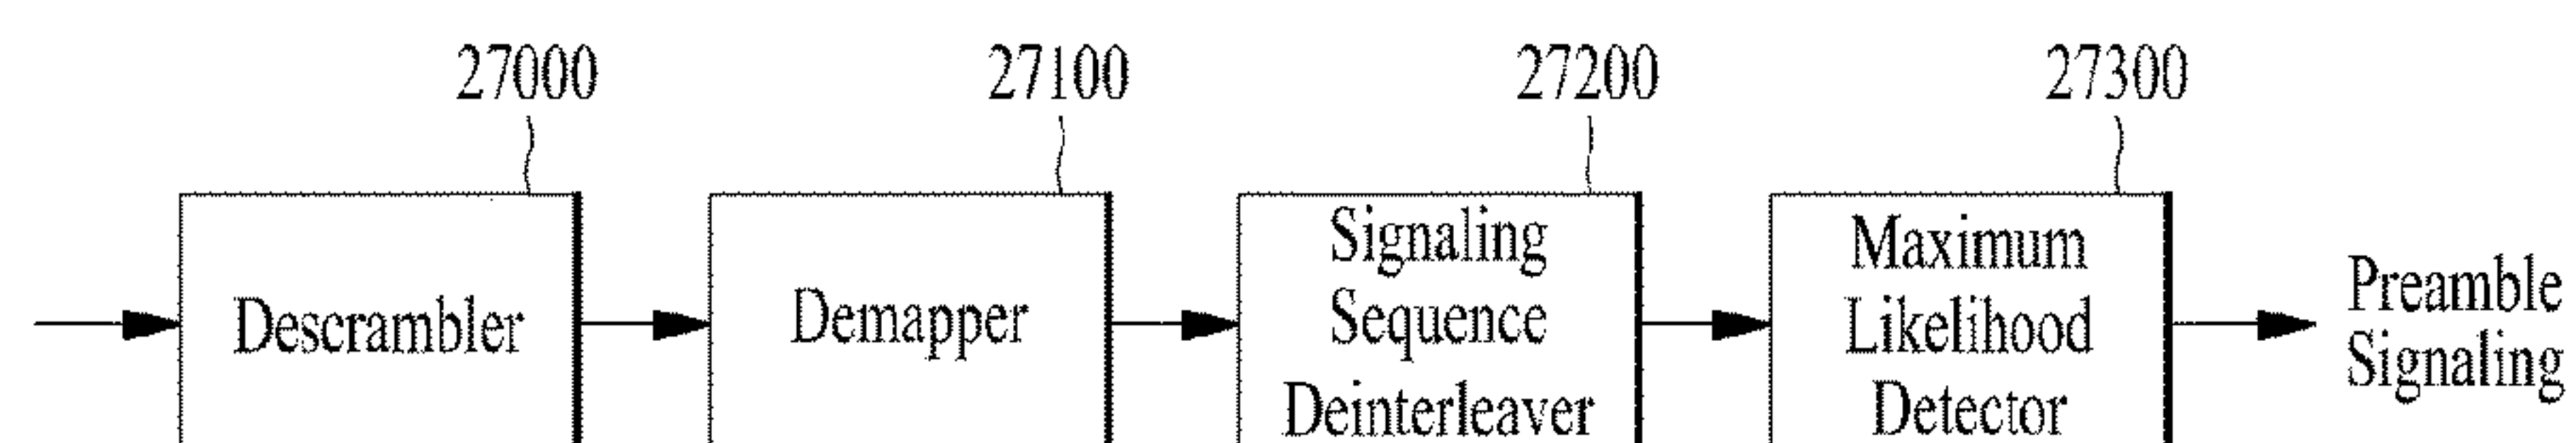 27000
27100
27200
27300
Descrambler
Demapper
Signaling
Sequence
Deinterleaver
Maximum
Likelihood
Detector
Preamble
Signaling